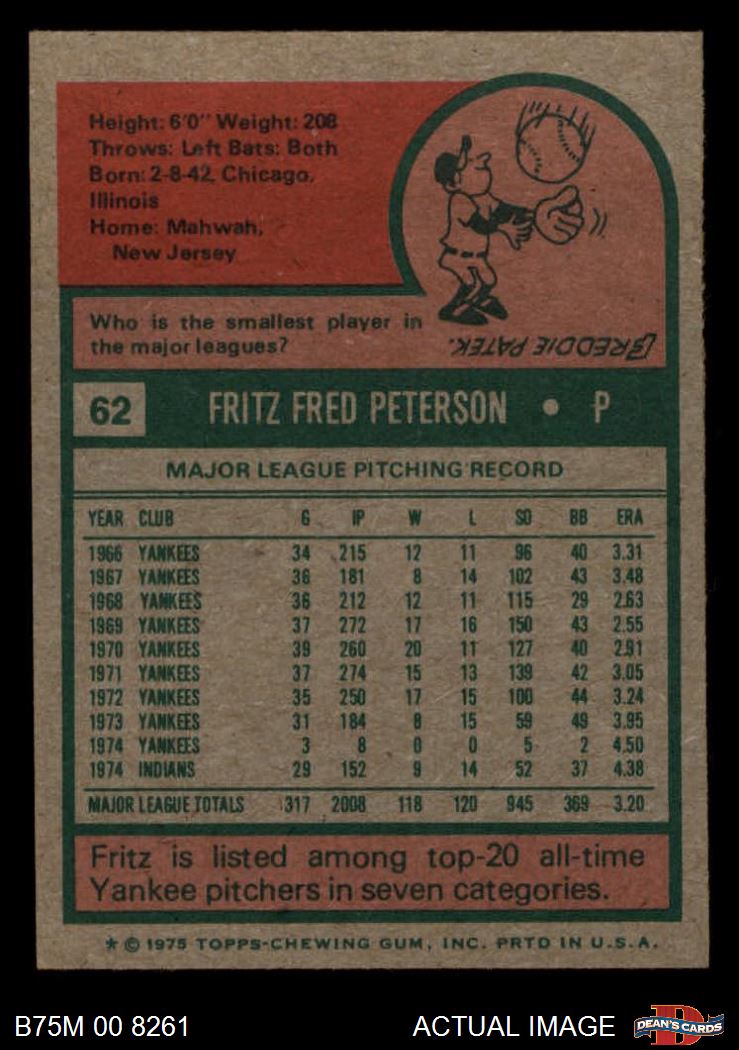 Height: 6'0" Weight: 208
Throws: Left Bats: Both
Born: 2-8-42, Chicago,
Illinois
Home: Mahwah,
New Jersey
Who is the smallest player in
the major leagues?
FREDDIE PATEK.
62 FRITZ FRED PETERSON • P
MAJOR LEAGUE PITCHING RECORD
YEAR CLUB G IP W L SO BB ERA
1966 YANKEES 34 215 12 11 96 40 3.31
1967 YANKEES 36 181 8 14 102 43 3.48
1968 YANKEES 36 212 12 11 115 29 2.63
1969 YANKEES 37 272 17 16 150 43 2.55
1970 YANKEES 39 260 20 11 127 40 2.91
1971 YANKEES 37 274 15 13 139 42 3.05
1972 YANKEES 35 250 17 15 100 44 3.24
1973 YANKEES 31 184 8 15 59 49 3.95
1974 YANKEES 3 8 0 0 5 2 4.50
1974 INDIANS 29 152 9 14 52 37 4.38
MAJOR LEAGUE TOTALS 317 2008 118 120 945 369 3.20
Fritz is listed among top-20 all-time
Yankee pitchers in seven categories.
* © 1975 TOPPS-CHEWING GUM, INC. PRTD IN U.S.A.
B75M 00 8261 ACTUAL IMAGE D DEAN'S CARDS